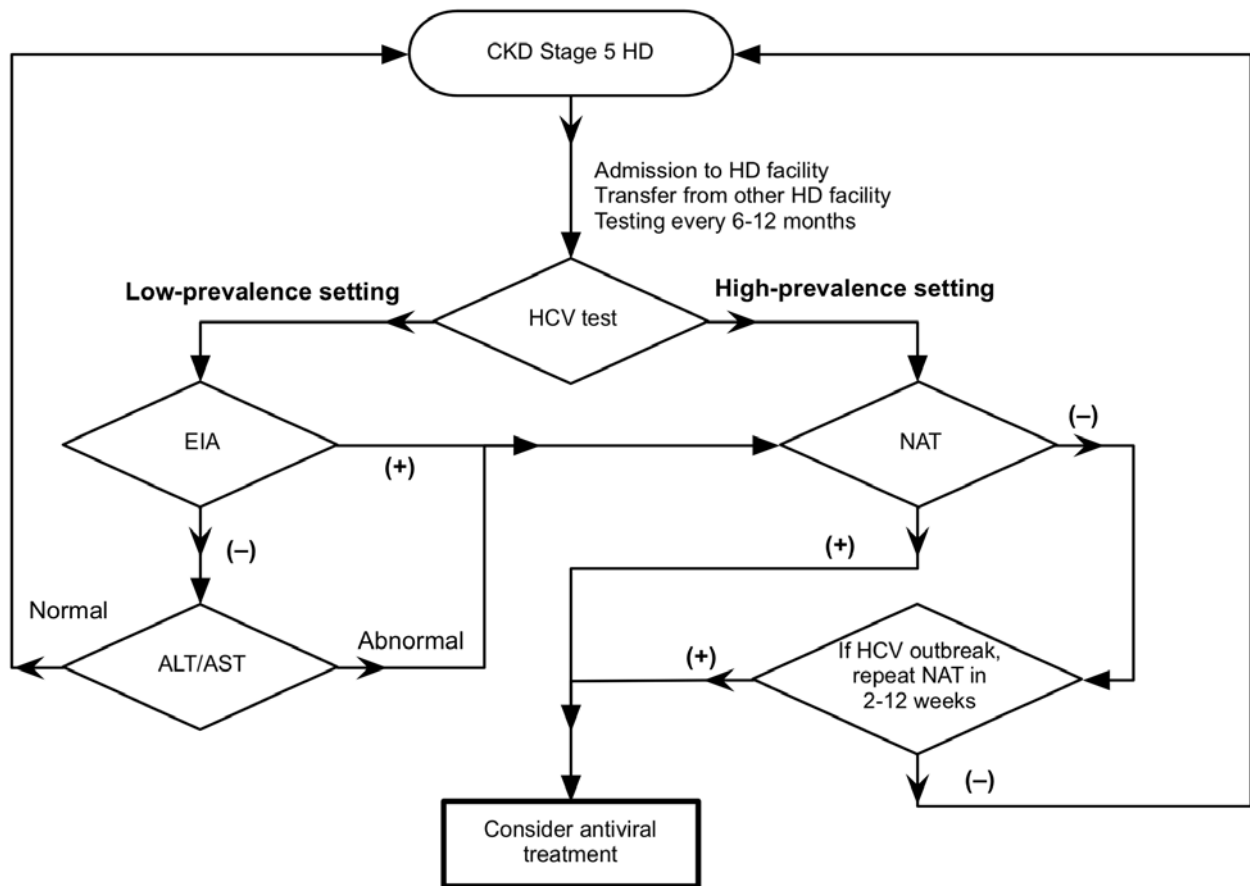 CKD Stage 5 HD
Admission to HD facility
Transfer from other HD facility
Testing every 6-12 months
Low-prevalence setting
High-prevalence setting
HCV test
EIA
(+)
NAT
(–)
(–)
(+)
Normal
ALT/AST
Abnormal
(+)
If HCV outbreak,
repeat NAT in
2-12 weeks
(–)
Consider antiviral
treatment